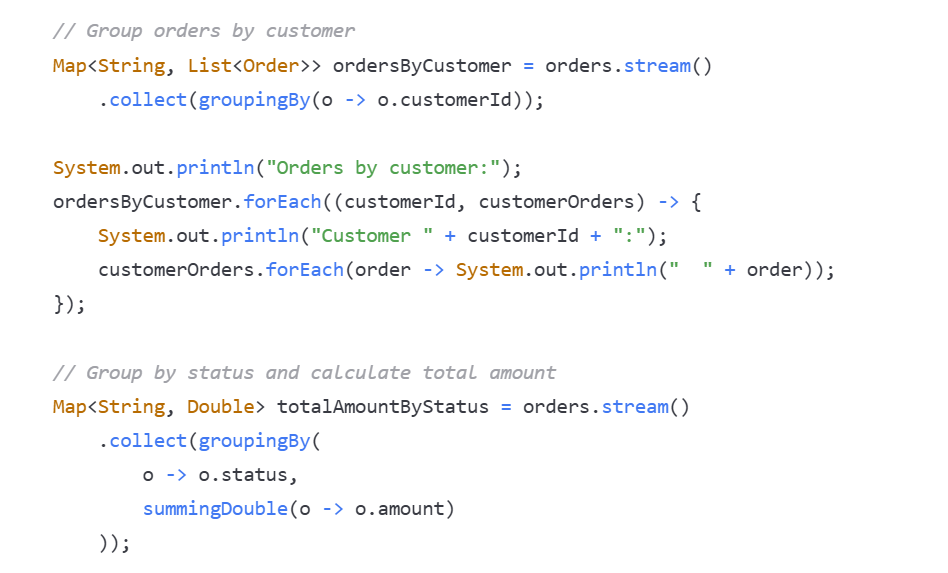 // Group orders by customer
Map<String, List<Order>> ordersByCustomer = orders.stream()
    .collect(groupingBy(o -> o.customerId));

System.out.println("Orders by customer:");
ordersByCustomer.forEach((customerId, customerOrders) -> {
    System.out.println("Customer " + customerId + ":");
    customerOrders.forEach(order -> System.out.println("  " + order));
});

// Group by status and calculate total amount
Map<String, Double> totalAmountByStatus = orders.stream()
    .collect(groupingBy(
        o -> o.status,
        summingDouble(o -> o.amount)
    ));